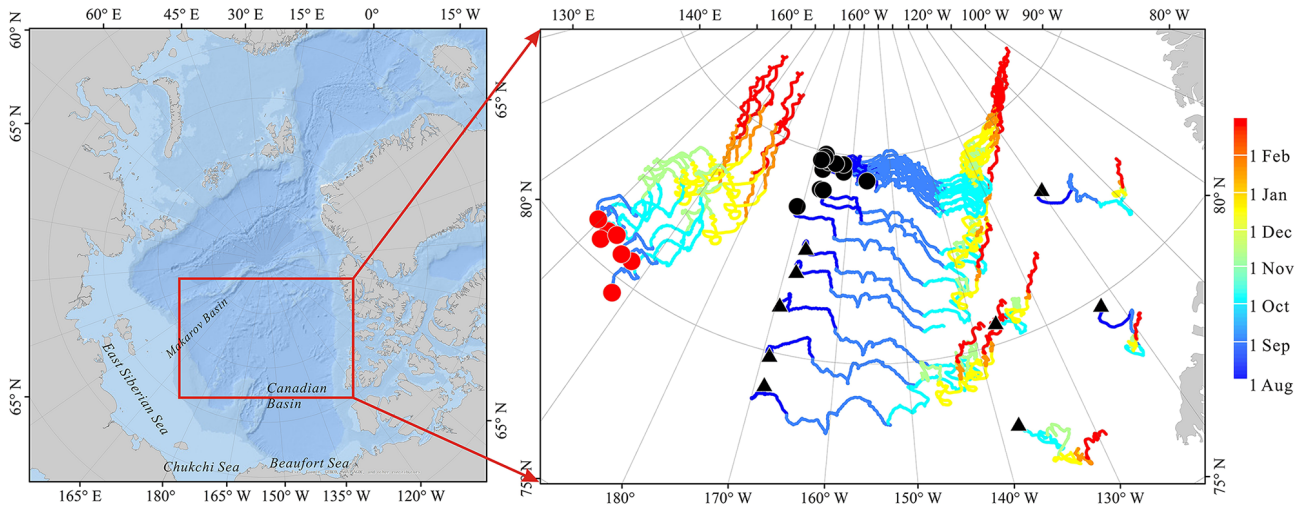 60° E 45° E 30° E 15° E 0° 15° W
60° N
65° N
65° N
65° N
65° N
Makarov Basin
East Siberian Sea
Canadian
Basin
Chukchi Sea
Beaufort Sea
165° E 180° 165° W 150° W 135° W 120° W
130° E 140° E 160° E 160° W 120° W 100° W 90° W 80° W
80° N
80° N
75° N
75° N
180° 170° W 160° W 150° W 140° W 130° W
1 Feb
1 Jan
1 Dec
1 Nov
1 Oct
1 Sep
1 Aug